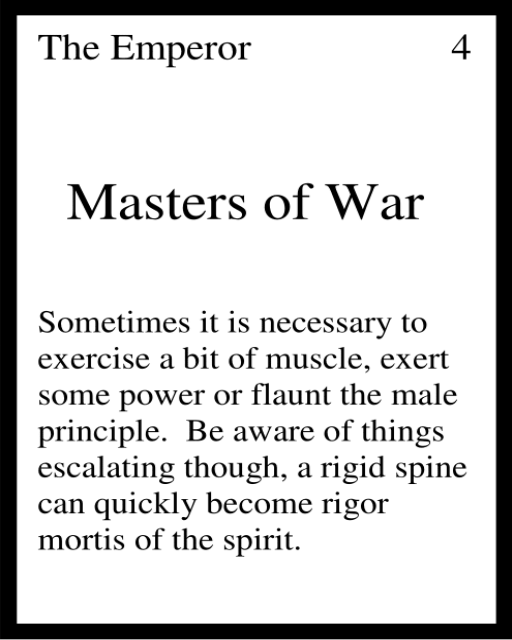 The Emperor 4
Masters of War
Sometimes it is necessary to
exercise a bit of muscle, exert
some power or flaunt the male
principle.  Be aware of things
escalating though, a rigid spine
can quickly become rigor
mortis of the spirit.